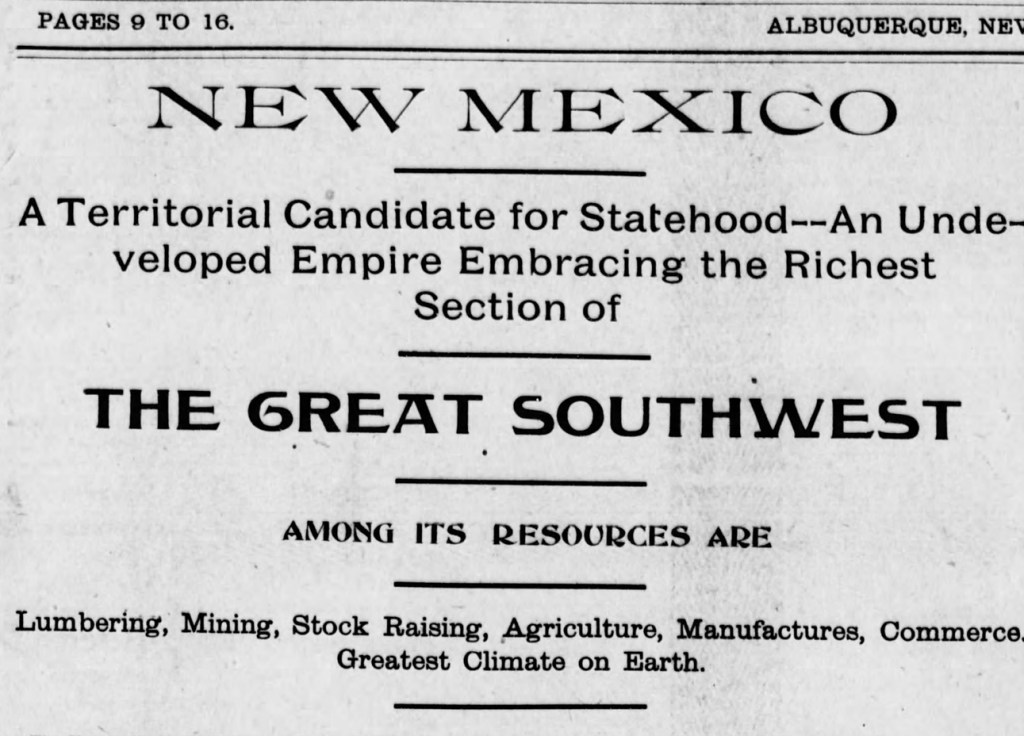 PAGES 9 TO 16.
ALBUQUERQUE, NEW
NEW MEXICO
A Territorial Candidate for Statehood--An Unde-
veloped Empire Embracing the Richest
Section of
THE GREAT SOUTHWEST
AMONG ITS RESOURCES ARE
Lumbering, Mining, Stock Raising, Agriculture, Manufactures, Commerce.
Greatest Climate on Earth.